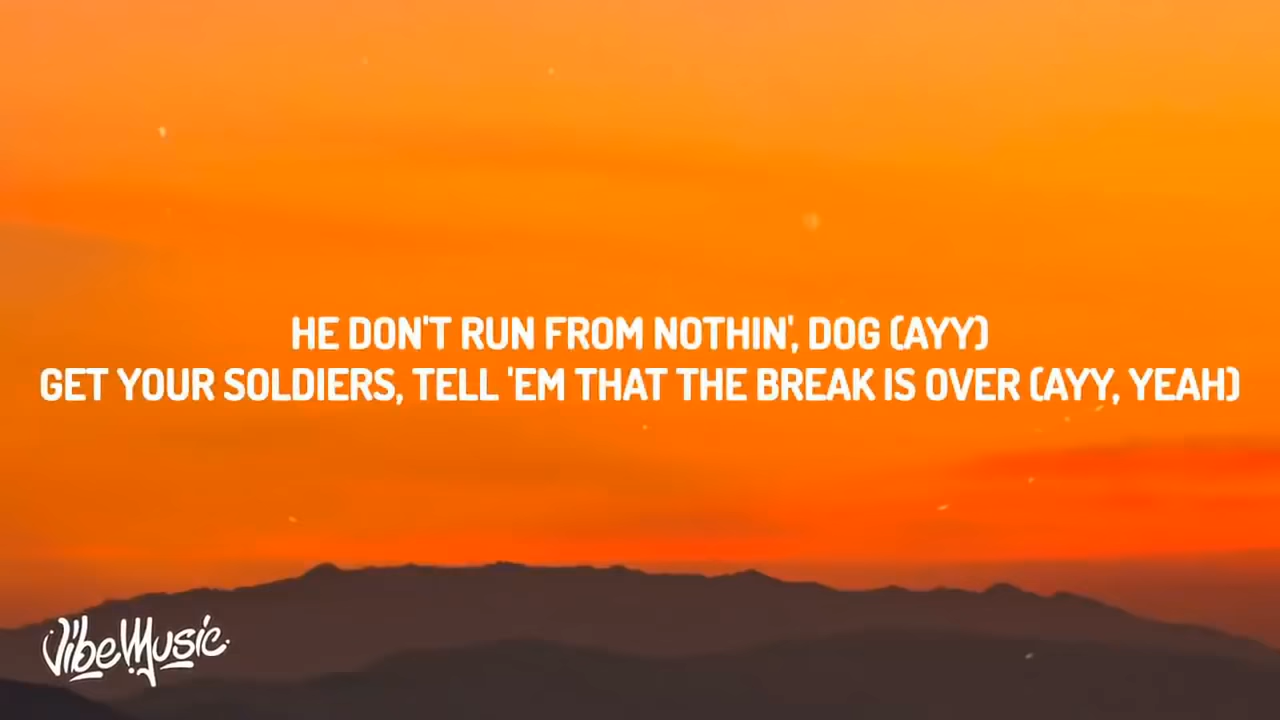 HE DON'T RUN FROM NOTHIN', DOG (AYY)
GET YOUR SOLDIERS, TELL 'EM THAT THE BREAK IS OVER (AYY, YEAH)
VibeMusic